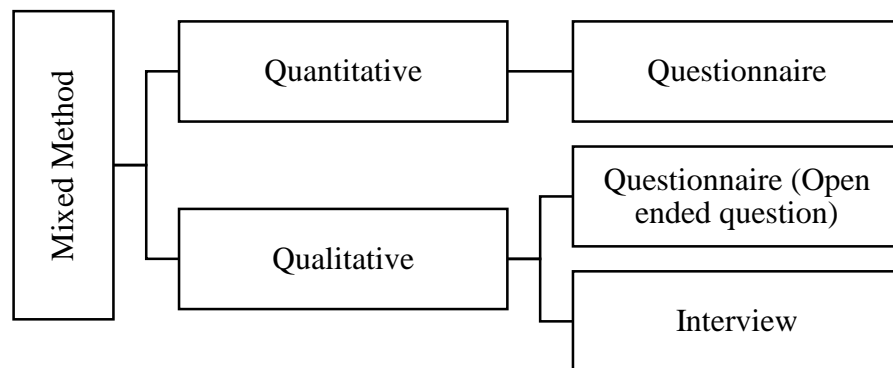 Mixed Method
Quantitative
Questionnaire
Qualitative
Questionnaire (Open
ended question)
Interview